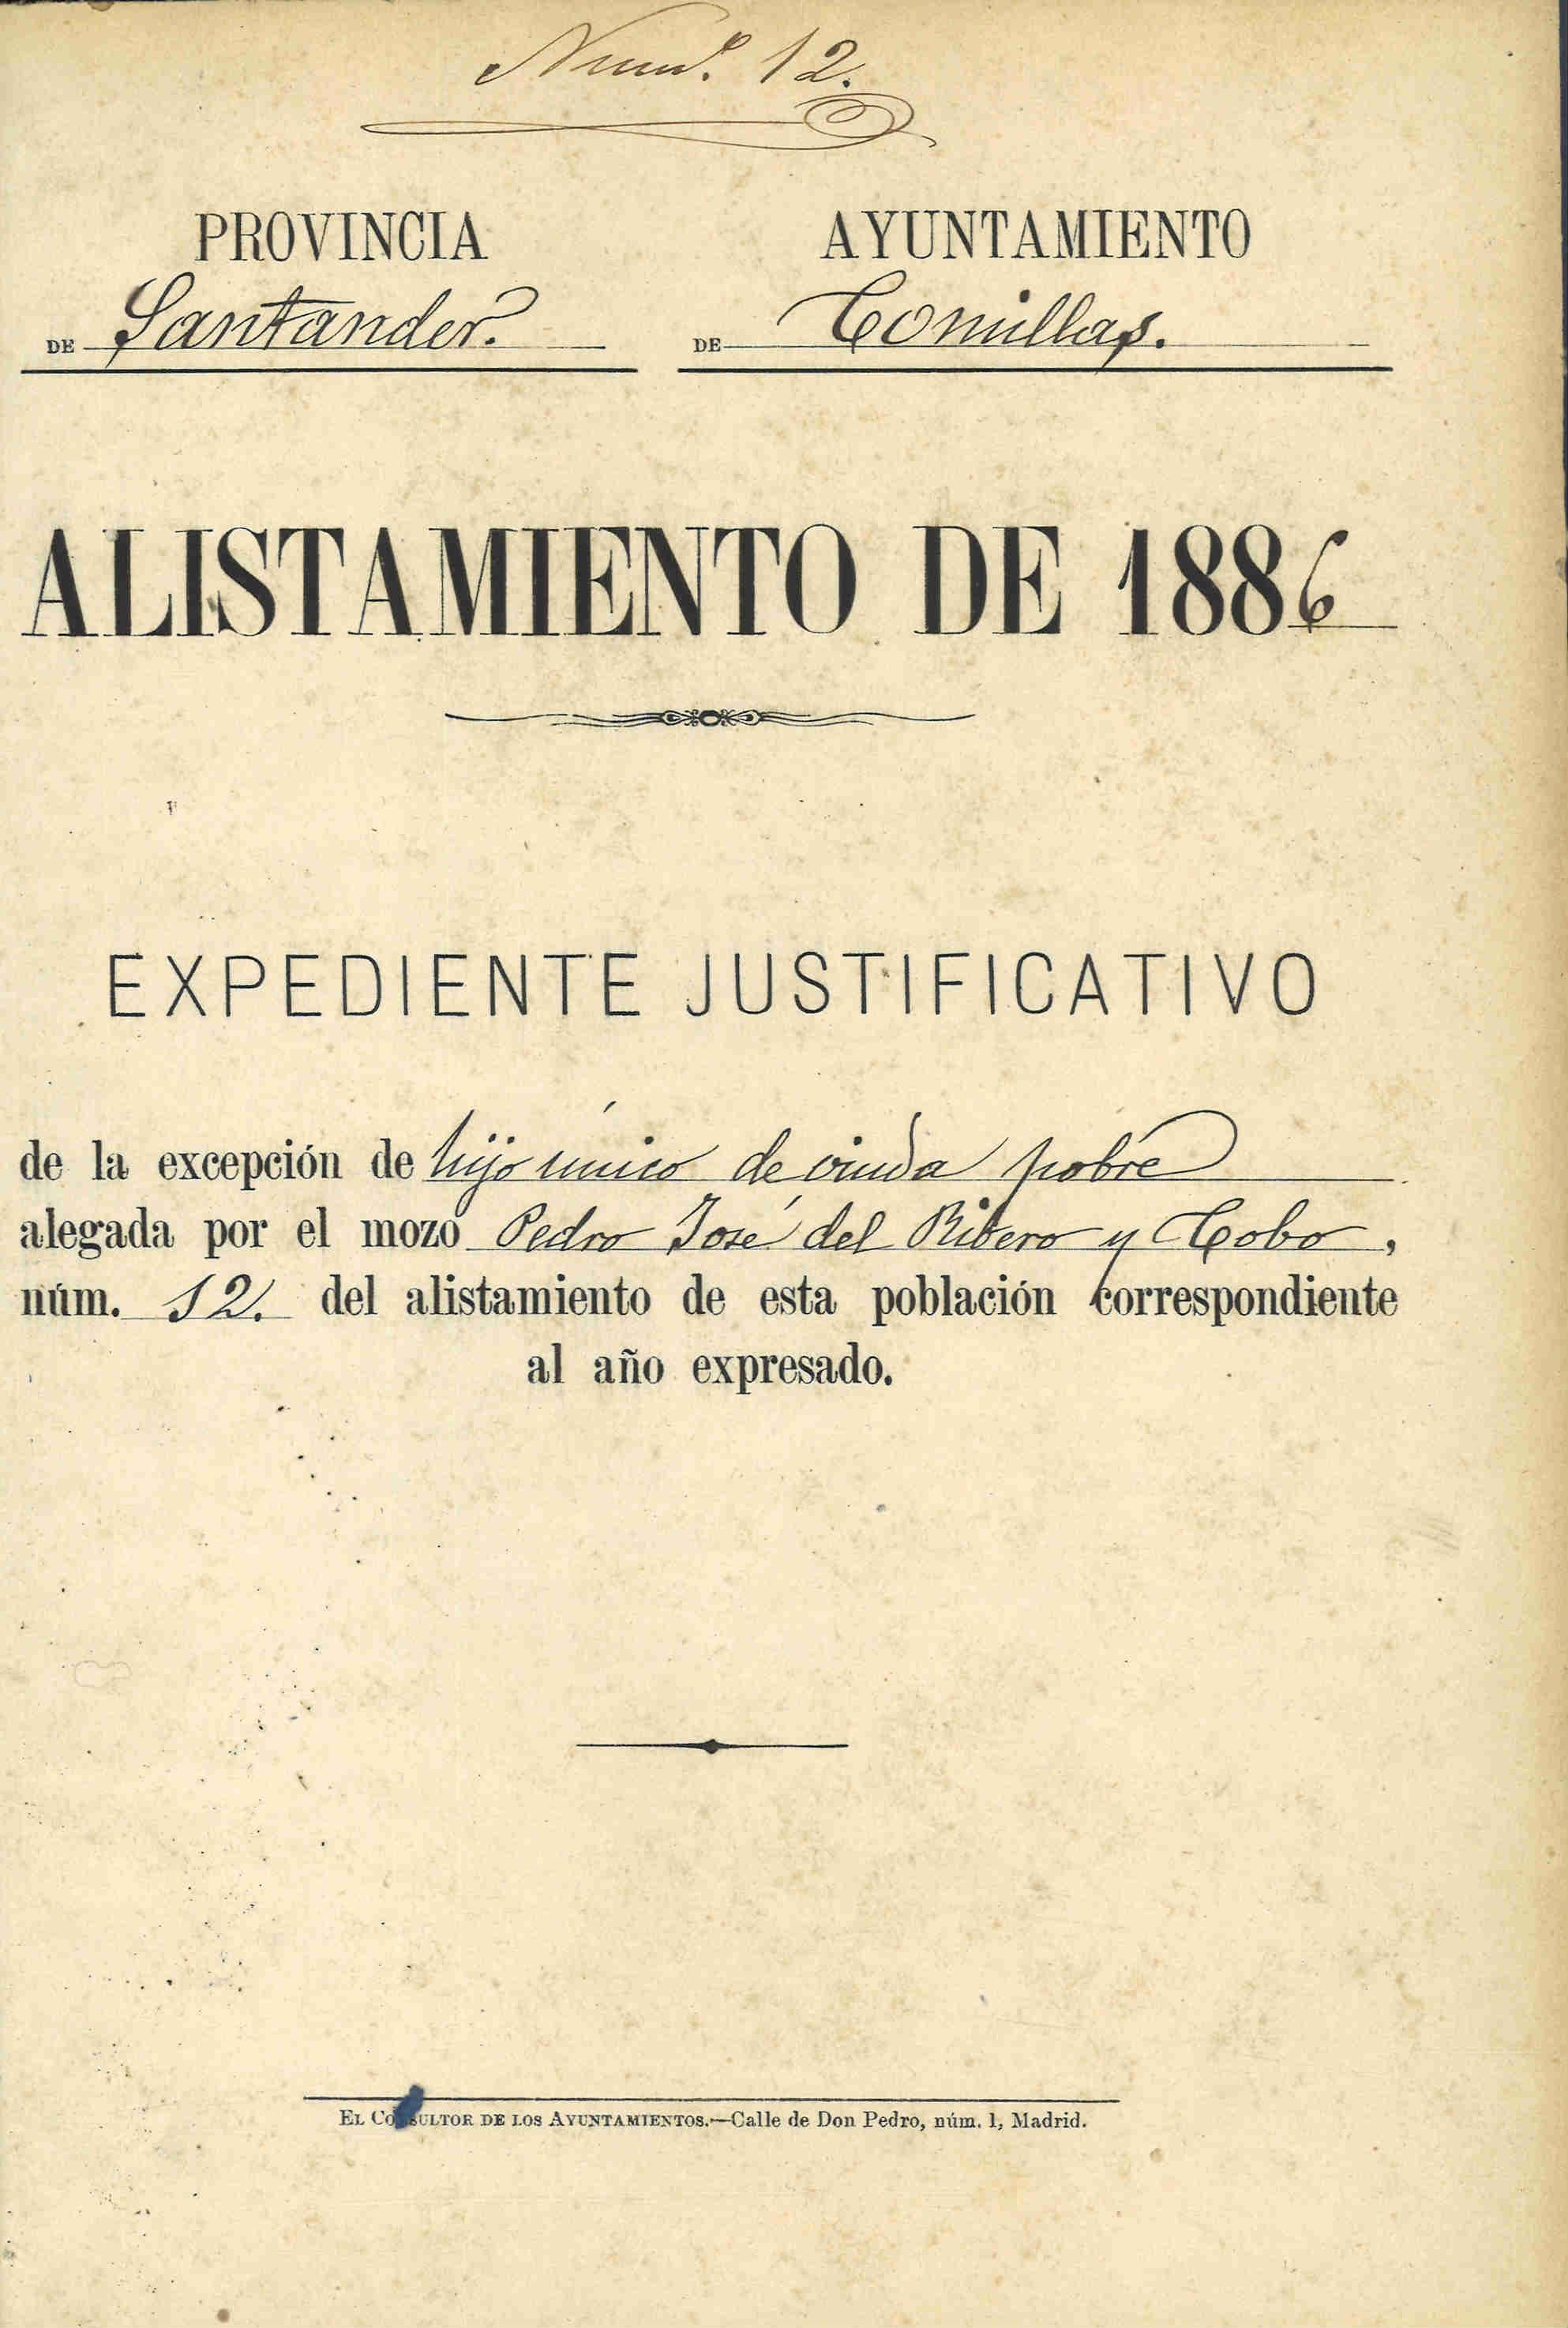 Num.º 12.
PROVINCIA
AYUNTAMIENTO
DE Santander.
DE Comillas.
ALISTAMIENTO DE 1886
EXPEDIENTE JUSTIFICATIVO
de la excepción de hijo único de viuda pobre
alegada por el mozo Pedro José del Ribero y Cobo,
núm. 12. del alistamiento de esta población correspondiente
al año expresado.
EL CONSULTOR DE LOS AYUNTAMIENTOS.—Calle de Don Pedro, núm. 1, Madrid.